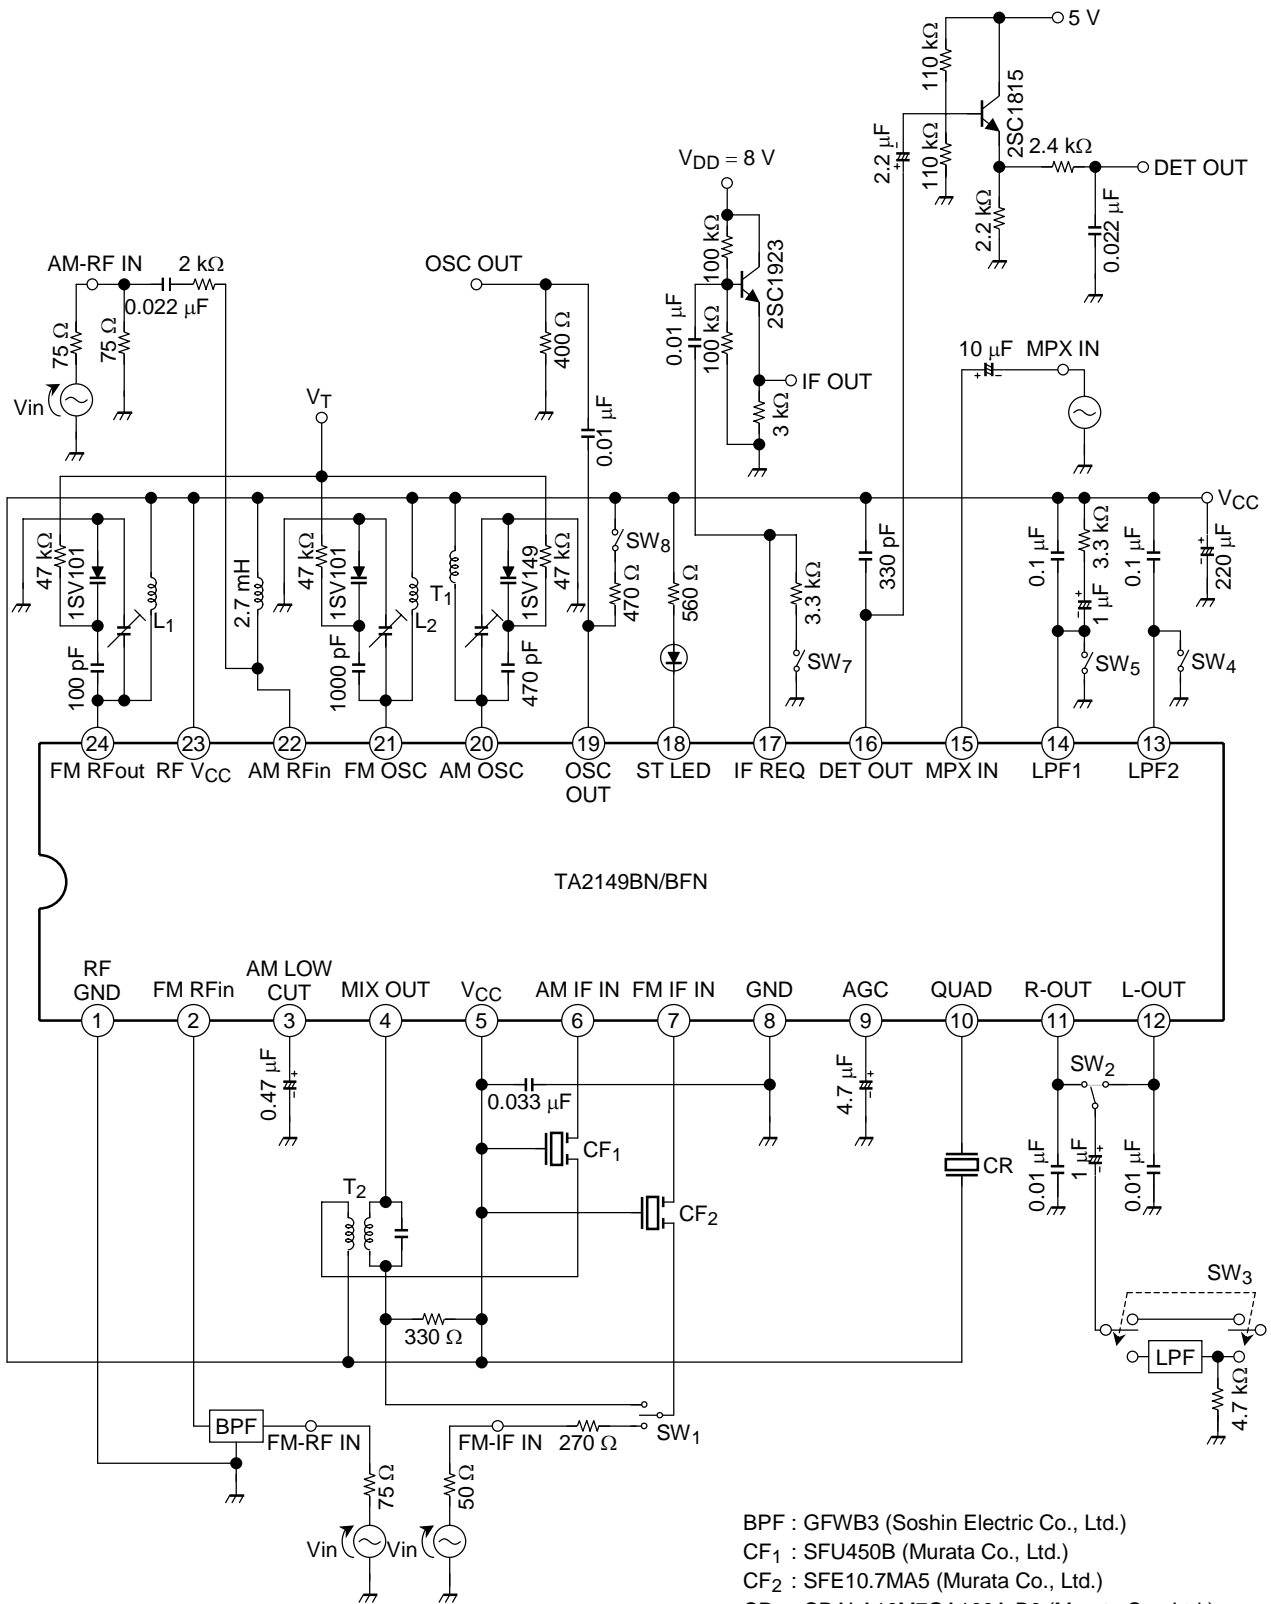 5 V
110 kΩ
2SC1815
2.2 μF
110 kΩ
2.4 kΩ
DET OUT
2.2 kΩ
0.022 μF
VDD = 8 V
100 kΩ
2SC1923
0.01 μF
100 kΩ
IF OUT
3 kΩ
AM-RF IN
2 kΩ
0.022 μF
75 Ω
75 Ω
Vin
OSC OUT
400 Ω
0.01 μF
VT
10 μF
MPX IN
VCC
47 kΩ
1SV101
100 pF
L1
2.7 mH
47 kΩ
1SV101
1000 pF
L2
T1
1SV149
47 kΩ
470 pF
SW8
470 Ω
560 Ω
3.3 kΩ
SW7
330 pF
0.1 μF
3.3 kΩ
1 μF
SW5
0.1 μF
SW4
220 μF
24 23 22 21 20 19 18 17 16 15 14 13
FM RFout RF VCC AM RFin FM OSC AM OSC OSC OUT ST LED IF REQ DET OUT MPX IN LPF1 LPF2
TA2149BN/BFN
RF GND FM RFin AM LOW CUT MIX OUT VCC AM IF IN FM IF IN GND AGC QUAD R-OUT L-OUT
1 2 3 4 5 6 7 8 9 10 11 12
0.47 μF
0.033 μF
4.7 μF
SW2
CF1
CR
0.01 μF
1 μF
0.01 μF
T2
CF2
330 Ω
SW3
LPF
4.7 kΩ
BPF
FM-RF IN
FM-IF IN
270 Ω
SW1
75 Ω
50 Ω
Vin
Vin
BPF : GFWB3 (Soshin Electric Co., Ltd.)
CF1 : SFU450B (Murata Co., Ltd.)
CF2 : SFE10.7MA5 (Murata Co., Ltd.)